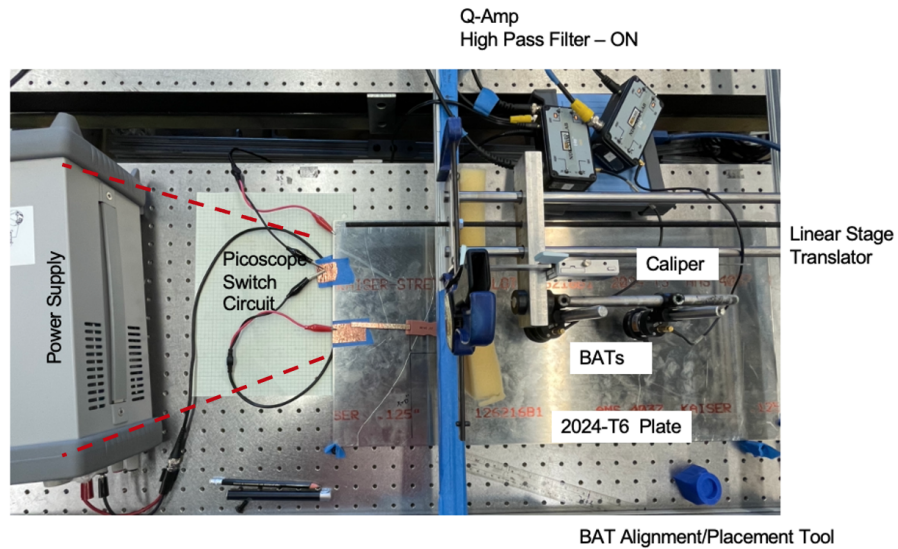 Q-Amp
High Pass Filter – ON
Power Supply
Picoscope
Switch
Circuit
Caliper
Linear Stage
Translator
BATs
.125"
12621681
KAISER
2024-T6 Plate
BAT Alignment/Placement Tool